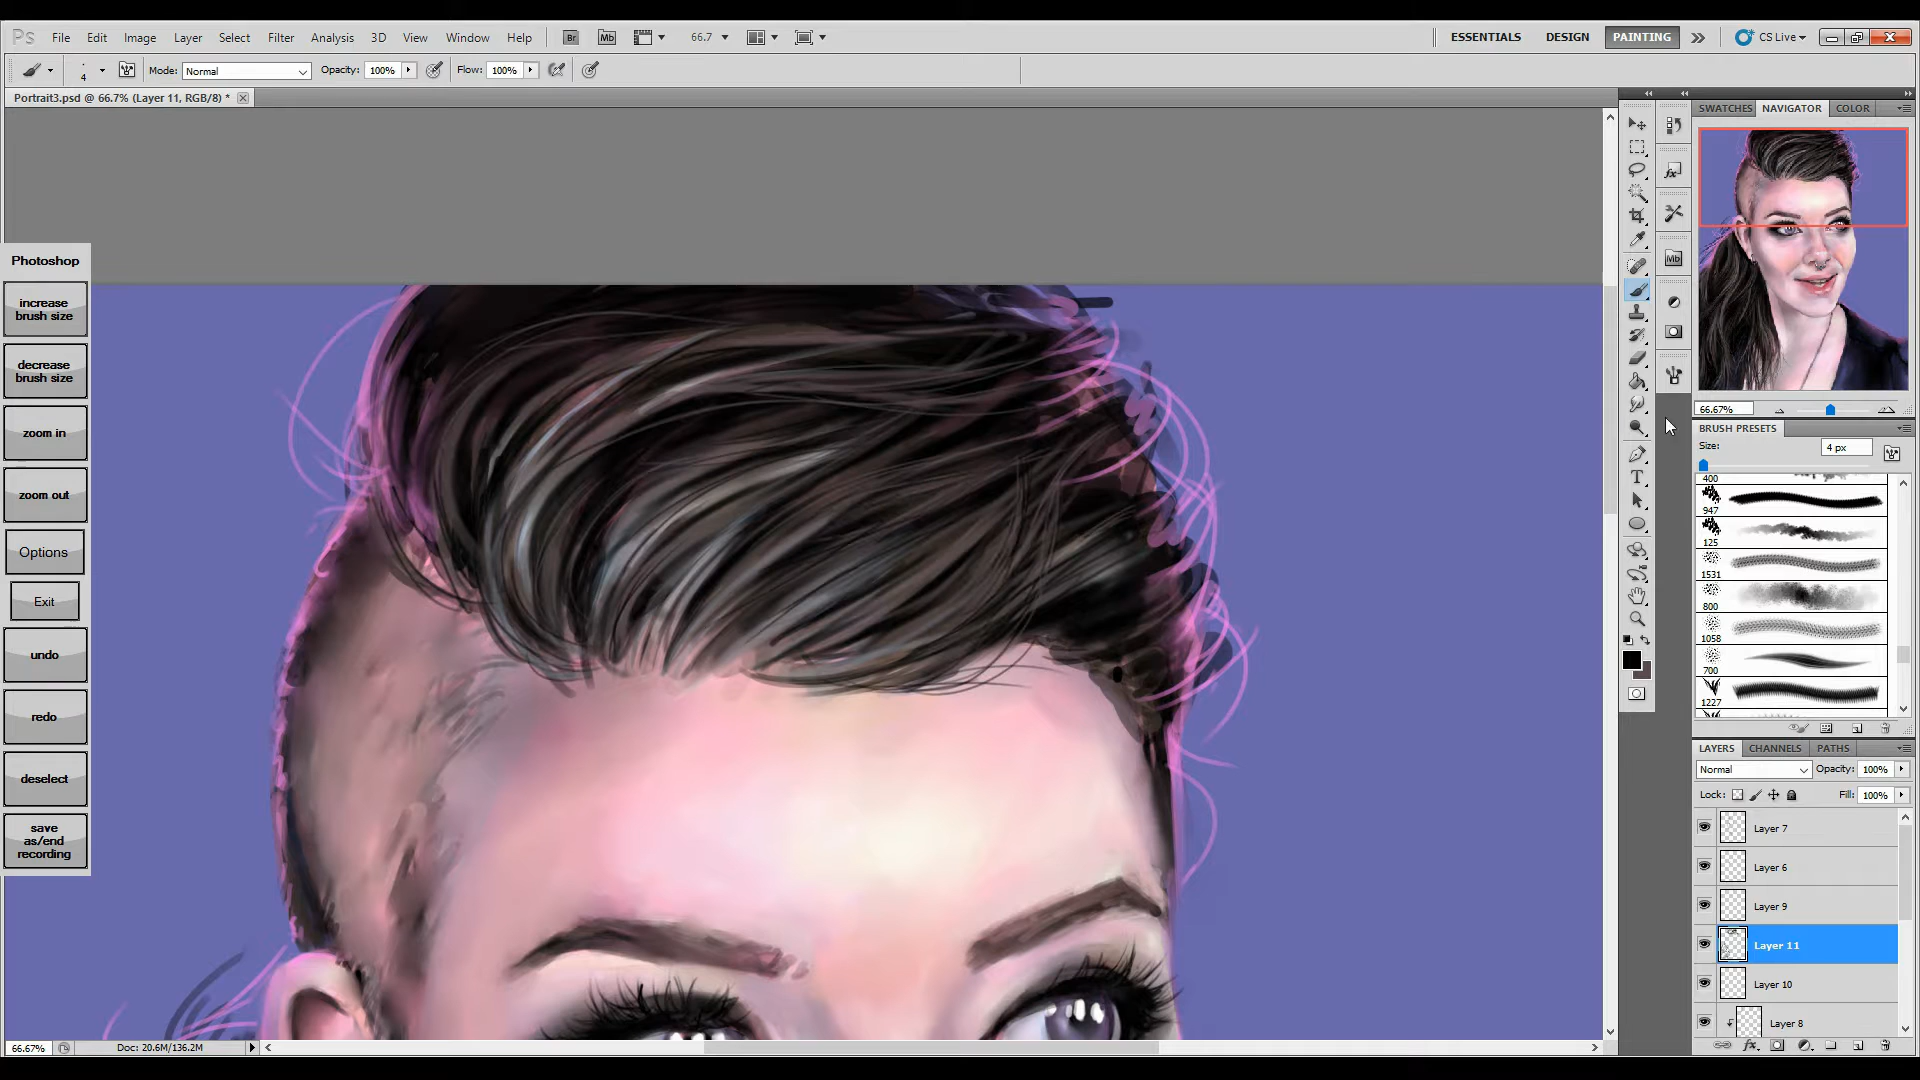 Ps File Edit Image Layer Select Filter Analysis 3D View Window Help Br Mb 66.7 ESSENTIALS DESIGN PAINTING CS Live
4 Mode: Normal Opacity: 100% Flow: 100%
Portrait3.psd @ 66.7% (Layer 11, RGB/8) *
Photoshop
increase
brush size
decrease
brush size
zoom in
zoom out
Options
Exit
undo
redo
deselect
save
as/end
recording
66.67% Doc: 20.6M/136.2M
Mb
SWATCHES NAVIGATOR COLOR
66.67%
BRUSH PRESETS
Size: 4 px
400
947
125
1531
800
1058
700
1227
LAYERS CHANNELS PATHS
Normal Opacity: 100%
Lock: Fill: 100%
Layer 7
Layer 6
Layer 9
Layer 11
Layer 10
Layer 8